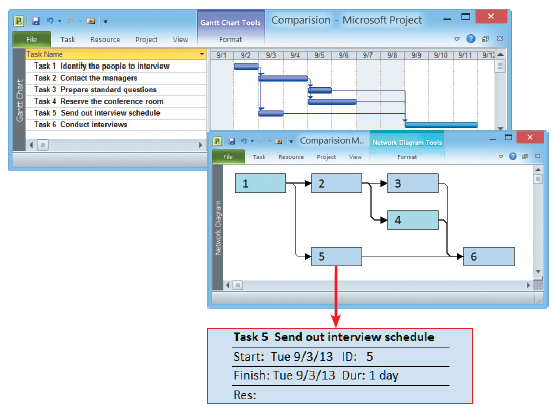 Gantt Chart Tools
Comparision - Microsoft Project
File Task Resource Project View Format
Task Name
9/1 9/2 9/3 9/4 9/5 9/6 9/7 9/8 9/9 9/10 9/11 9/12
Task 1 Identify the people to interview
Task 2 Contact the managers
Task 3 Prepare standard questions
Task 4 Reserve the conference room
Task 5 Send out interview schedule
Task 6 Conduct interviews
Gantt Chart
Comparision M...
Network Diagram Tools
File Task Resource Project View Format
1 2 3
4
5 6
Network Diagram
Task 5 Send out interview schedule
Start: Tue 9/3/13 ID: 5
Finish: Tue 9/3/13 Dur: 1 day
Res: